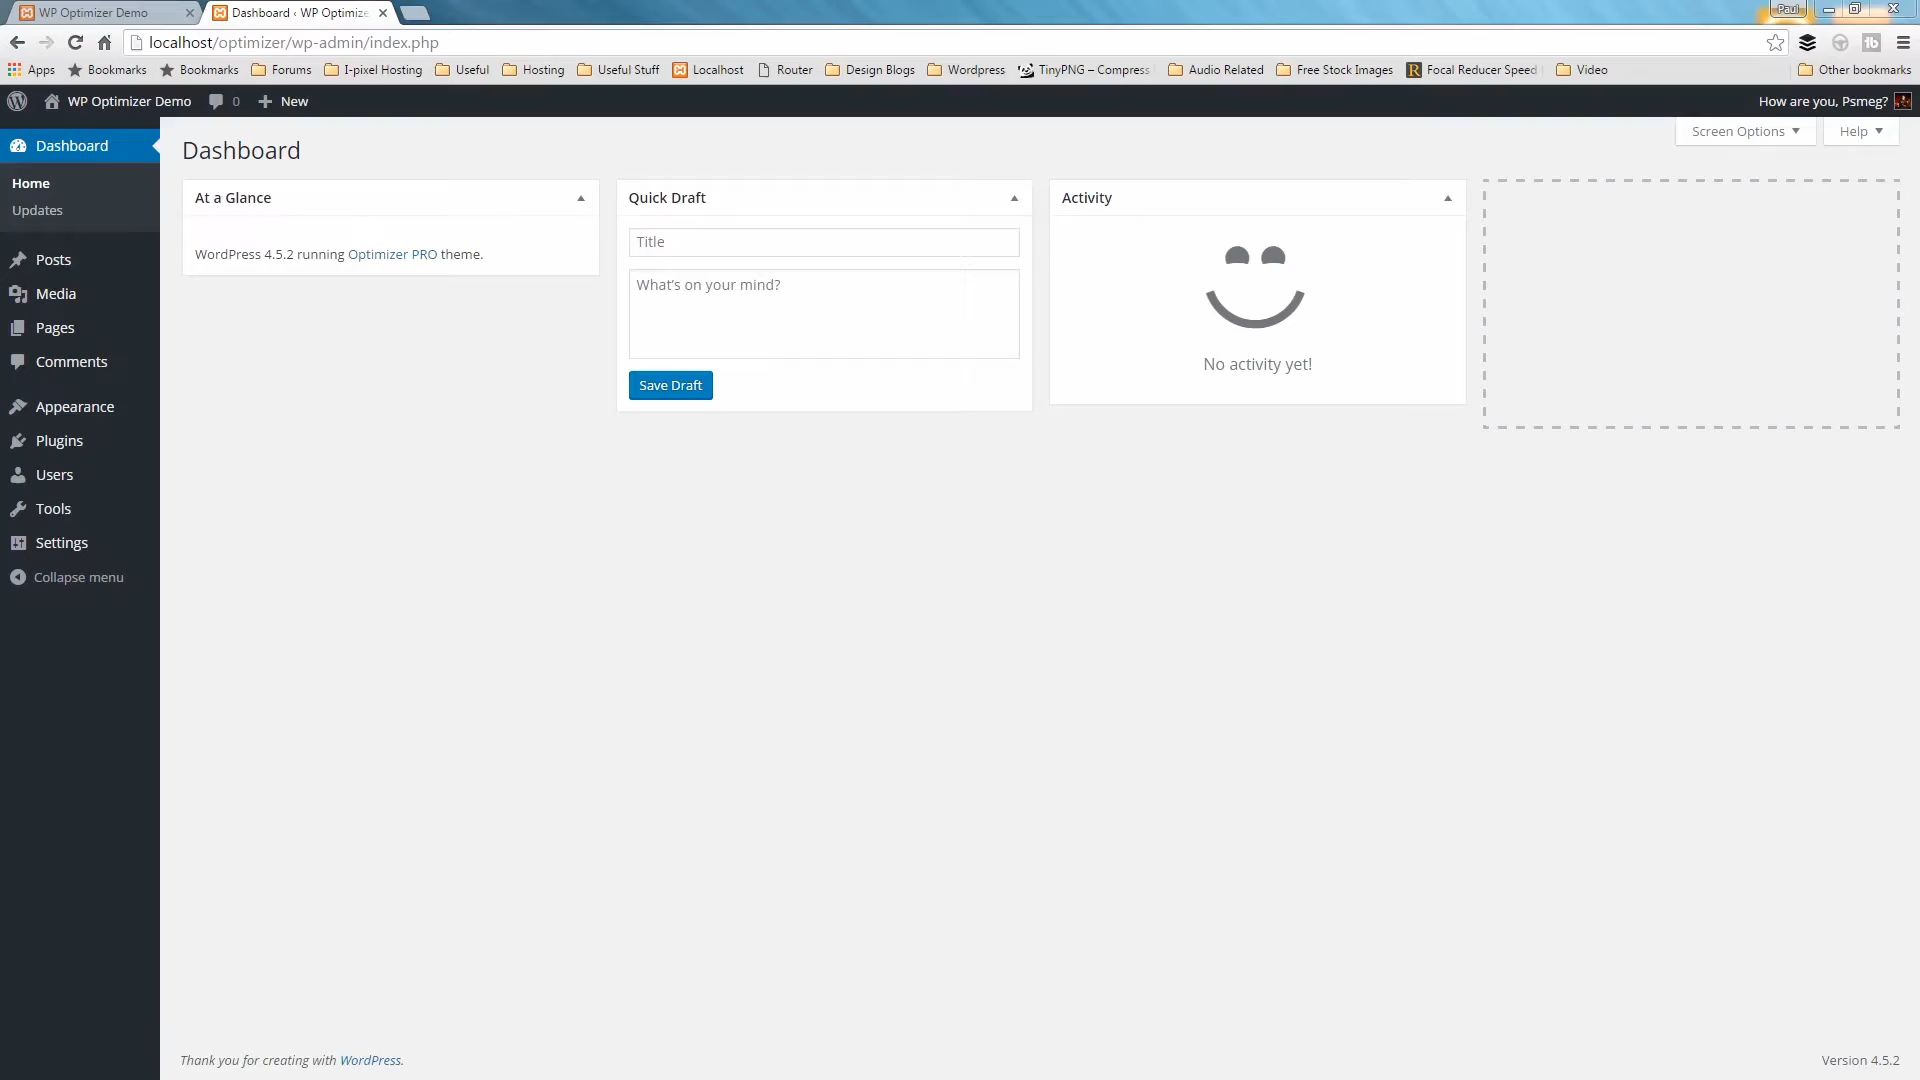 WP Optimizer Demo
Dashboard ‹ WP Optimize
Paul
localhost/optimizer/wp-admin/index.php
Apps Bookmarks Bookmarks Forums I-pixel Hosting Useful Hosting Useful Stuff Localhost Router Design Blogs Wordpress TinyPNG – Compress Audio Related Free Stock Images Focal Reducer Speed Video Other bookmarks
WP Optimizer Demo 0 New How are you, Psmeg?
Screen Options Help
Dashboard
Home
Updates
Posts
Media
Pages
Comments
Appearance
Plugins
Users
Tools
Settings
Collapse menu
Dashboard
At a Glance
WordPress 4.5.2 running Optimizer PRO theme.
Quick Draft
Title
What's on your mind?
Save Draft
Activity
No activity yet!
Thank you for creating with WordPress.
Version 4.5.2